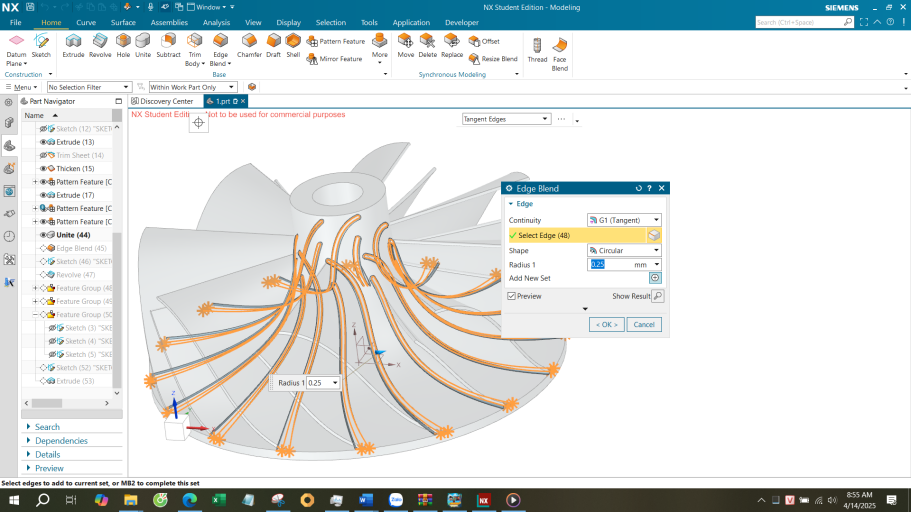 NX
Window
NX Student Edition - Modeling
SIEMENS
File
Home
Curve
Surface
Assemblies
Analysis
View
Display
Selection
Tools
Application
Developer
Search (Ctrl+Space)
Datum Plane
Sketch
Extrude
Revolve
Hole
Unite
Subtract
Trim Body
Edge Blend
Chamfer
Draft
Shell
Pattern Feature
Mirror Feature
More
Move
Delete
Replace
Offset
Resize Blend
Thread
Face Blend
Construction
Base
Synchronous Modeling
Menu
No Selection Filter
Within Work Part Only
Part Navigator
Discovery Center
1.prt
Name
NX Student Edition Not to be used for commercial purposes
Tangent Edges
Sketch (12) "SKET
Extrude (13)
Trim Sheet (14)
Thicken (15)
Pattern Feature [C
Extrude (17)
Pattern Feature [C
Pattern Feature [C
Unite (44)
Edge Blend (45)
Sketch (46) "SKE
Revolve (47)
Feature Group (48
Feature Group (49
Feature Group (50
Sketch (3) "SKE
Sketch (4) "SKE
Sketch (5) "SKE
Sketch (52) "SKE
Extrude (53)
Search
Dependencies
Details
Preview
Edge Blend
Edge
Continuity
G1 (Tangent)
Select Edge (48)
Shape
Circular
Radius 1
0.25
mm
Add New Set
Preview
Show Result
< OK >
Cancel
Radius 1 0.25
Z
X
Z
X
Select edges to add to current set, or MB2 to complete this set
8:55 AM
4/14/2025